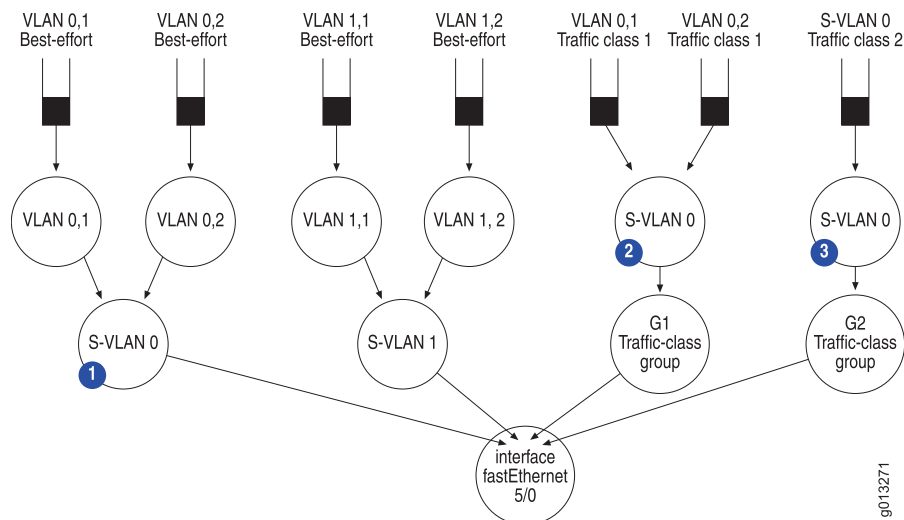 VLAN 0,1
Best-effort
VLAN 0,2
Best-effort
VLAN 1,1
Best-effort
VLAN 1,2
Best-effort
VLAN 0,1
Traffic class 1
VLAN 0,2
Traffic class 1
S-VLAN 0
Traffic class 2
VLAN 0,1
VLAN 0,2
VLAN 1,1
VLAN 1, 2
S-VLAN 0
2
S-VLAN 0
3
S-VLAN 0
1
S-VLAN 1
G1
Traffic-class
group
G2
Traffic-class
group
interface
fastEthernet
5/0
g013271